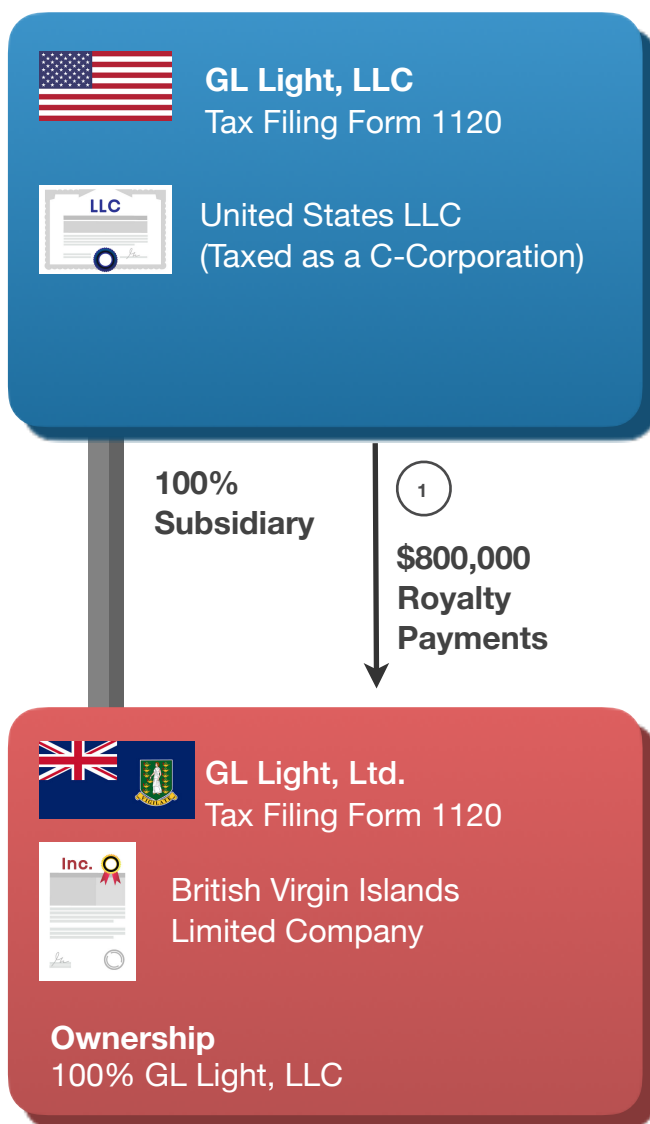 GL Light, LLC
Tax Filing Form 1120
LLC
United States LLC
(Taxed as a C-Corporation)
100%
Subsidiary
1
$800,000
Royalty
Payments
GL Light, Ltd.
Tax Filing Form 1120
VIGILATE
Inc.
British Virgin Islands
Limited Company
Ownership
100% GL Light, LLC